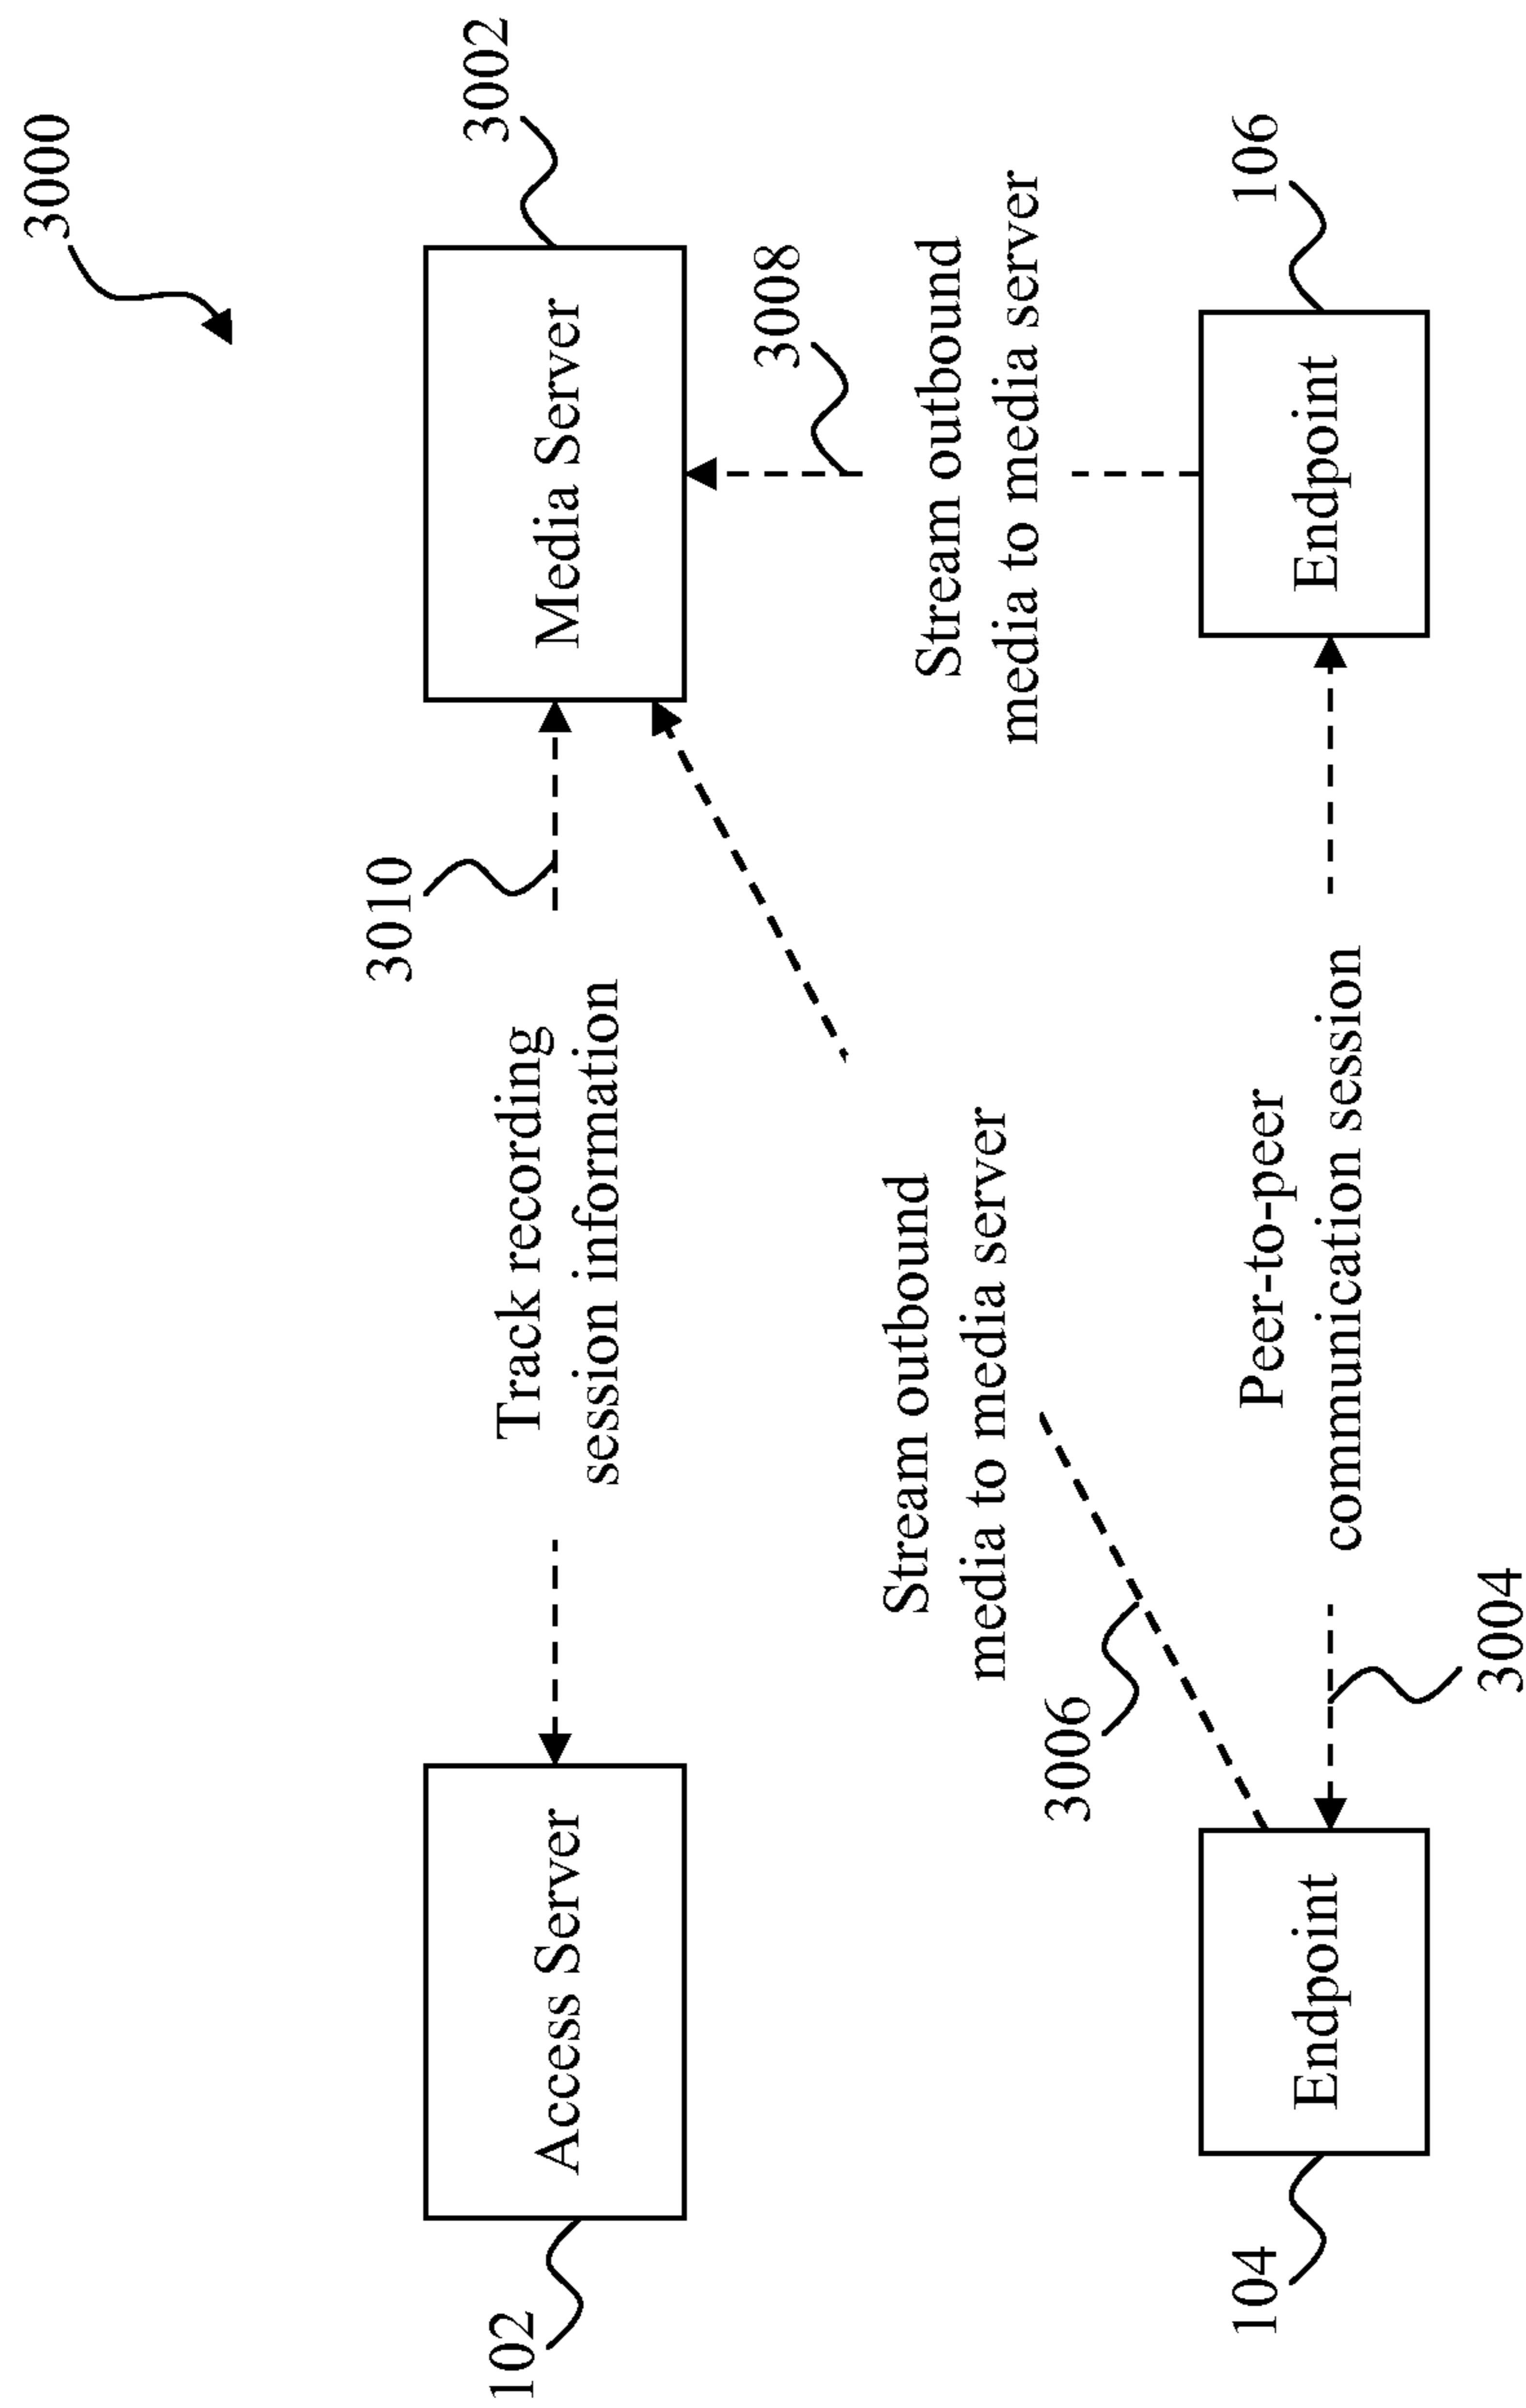 3000
102
Access Server
Track recording
session information
3010
Media Server
3002
3008
Stream outbound
media to media server
Stream outbound
media to media server
3006
104
Endpoint
Peer-to-peer
communication session
3004
Endpoint
106